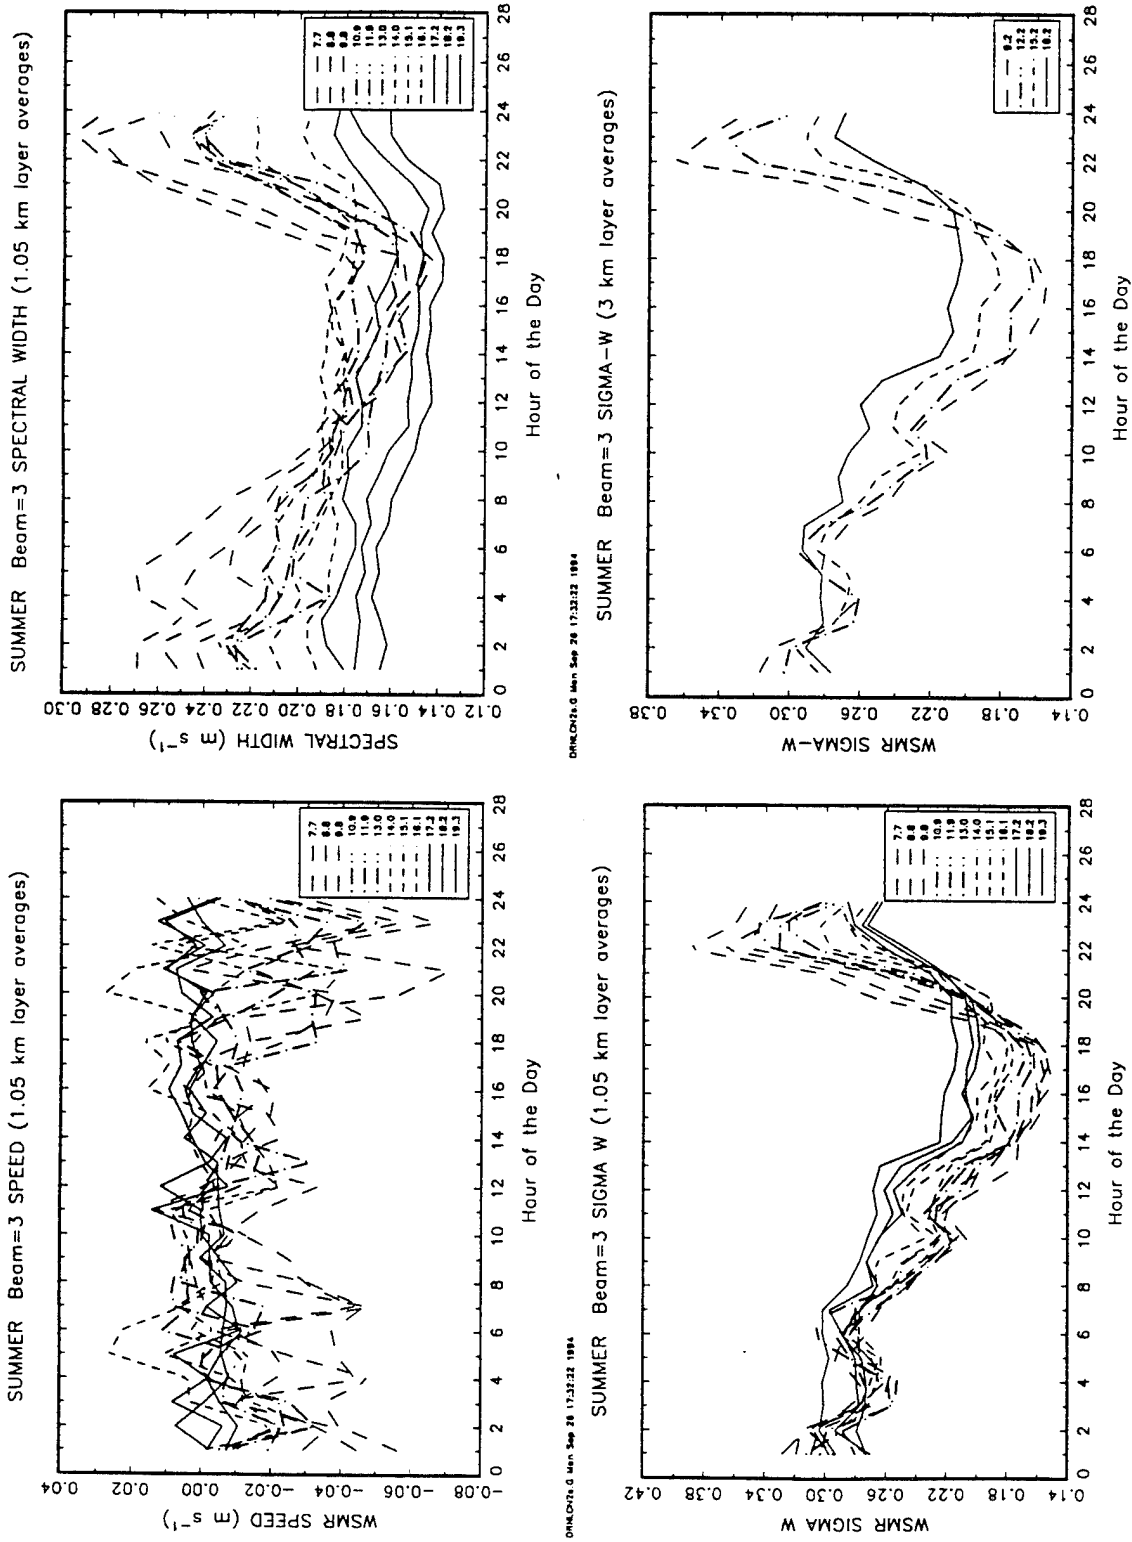 SUMMER Beam=3 SPEED (1.05 km layer averages)
WSMR SPEED (m s⁻¹)
0.04 0.02 0.00 -0.02 -0.04 -0.06 -0.08
7.7
8.8
9.8
10.9
11.9
13.0
14.0
15.1
16.1
17.2
18.2
19.3
0 2 4 6 8 10 12 14 16 18 20 22 24 26 28
Hour of the Day
SUMMER Beam=3 SPECTRAL WIDTH (1.05 km layer averages)
SPECTRAL WIDTH (m s⁻¹)
0.30 0.28 0.26 0.24 0.22 0.20 0.18 0.16 0.14 0.12
7.7
8.8
9.8
10.9
11.9
13.0
14.0
15.1
16.1
17.2
18.2
19.3
0 2 4 6 8 10 12 14 16 18 20 22 24 26 28
Hour of the Day
Mon Sep 26 17:32:22 1994
SUMMER Beam=3 SIGMA W (1.05 km layer averages)
WSMR SIGMA W
0.42 0.38 0.34 0.30 0.26 0.22 0.18 0.14
7.7
8.8
9.8
10.9
11.9
13.0
14.0
15.1
16.1
17.2
18.2
19.3
0 2 4 6 8 10 12 14 16 18 20 22 24 26 28
Hour of the Day
Mon Sep 26 17:32:22 1994
SUMMER Beam=3 SIGMA-W (3 km layer averages)
WSMR SIGMA-W
0.38 0.34 0.30 0.26 0.22 0.18 0.14
9.2
12.2
15.2
18.2
0 2 4 6 8 10 12 14 16 18 20 22 24 26 28
Hour of the Day